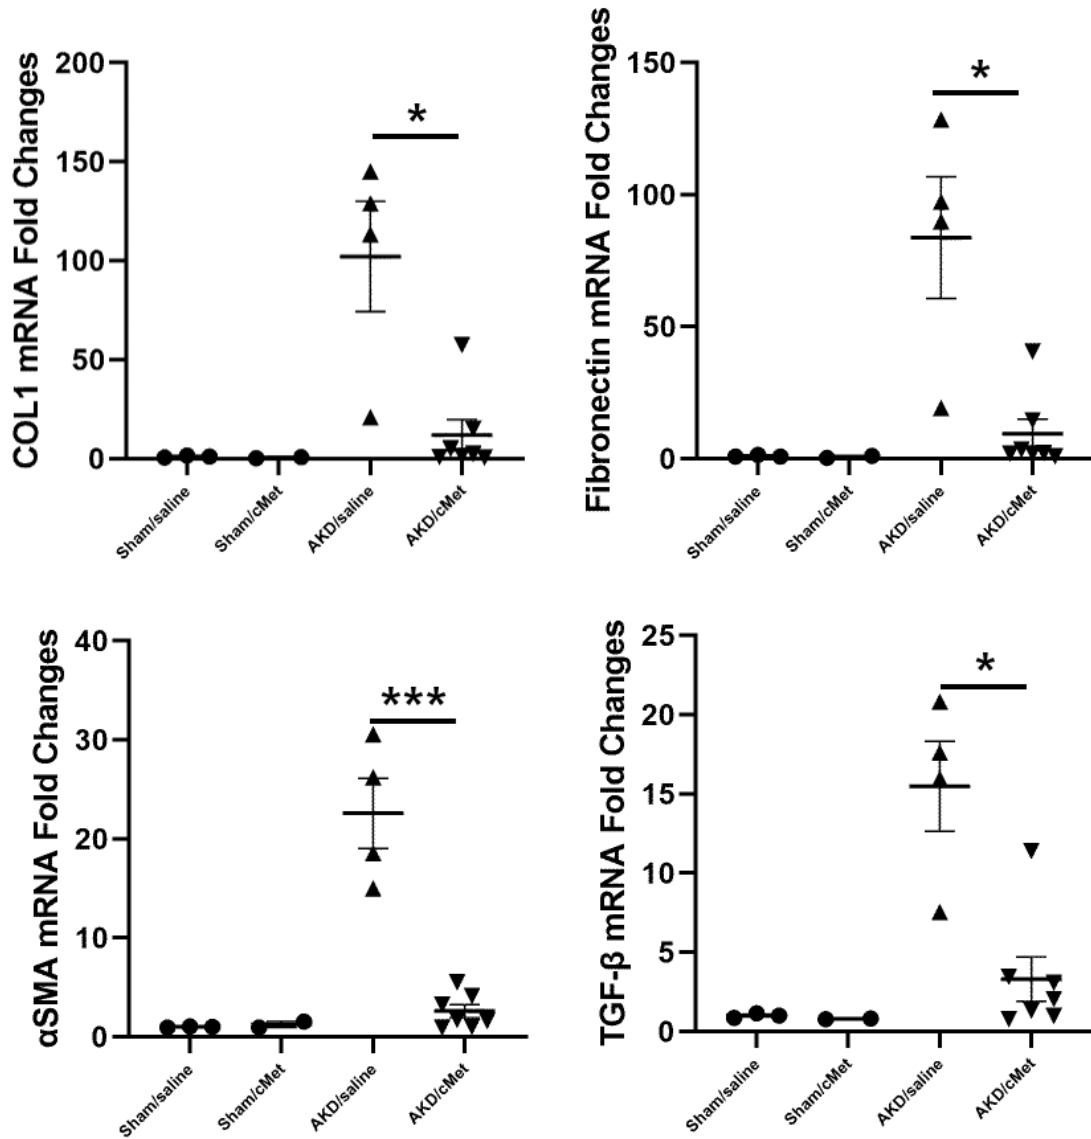 COL1 mRNA Fold Changes
200
150
100
50
0
*
Sham/saline
Sham/cMet
AKD/saline
AKD/cMet
Fibronectin mRNA Fold Changes
150
100
50
0
*
Sham/saline
Sham/cMet
AKD/saline
AKD/cMet
αSMA mRNA Fold Changes
40
30
20
10
0
***
Sham/saline
Sham/cMet
AKD/saline
AKD/cMet
TGF-β mRNA Fold Changes
25
20
15
10
5
0
*
Sham/saline
Sham/cMet
AKD/saline
AKD/cMet